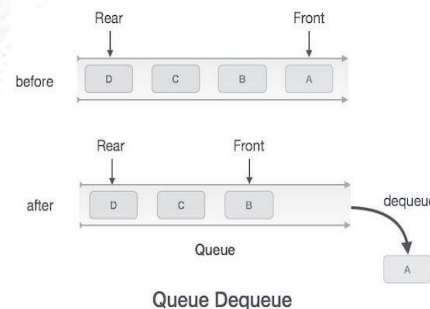 Rear Front
before D C B A
Rear Front
after D C B dequeue
Queue
A
Queue Dequeue